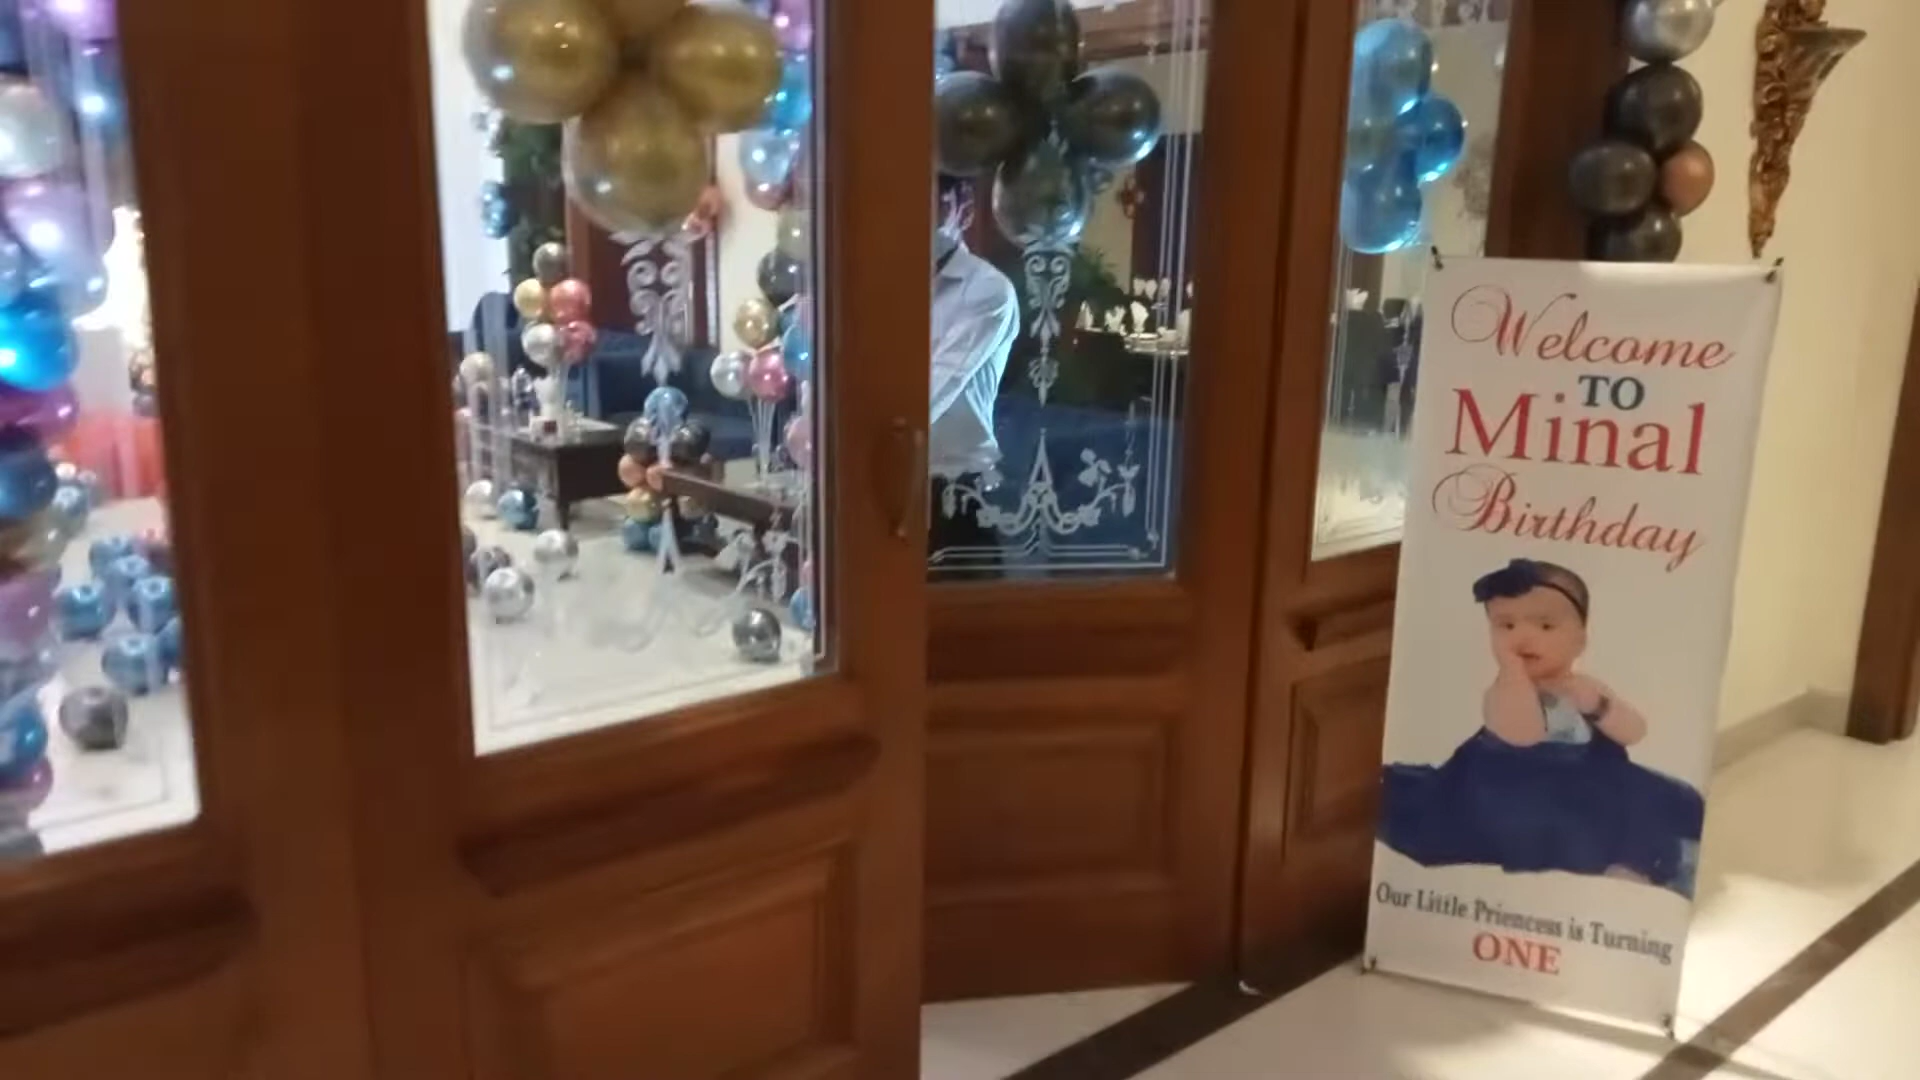 Welcome
TO
Minal
Birthday
Our Little Priencess is Turning
ONE